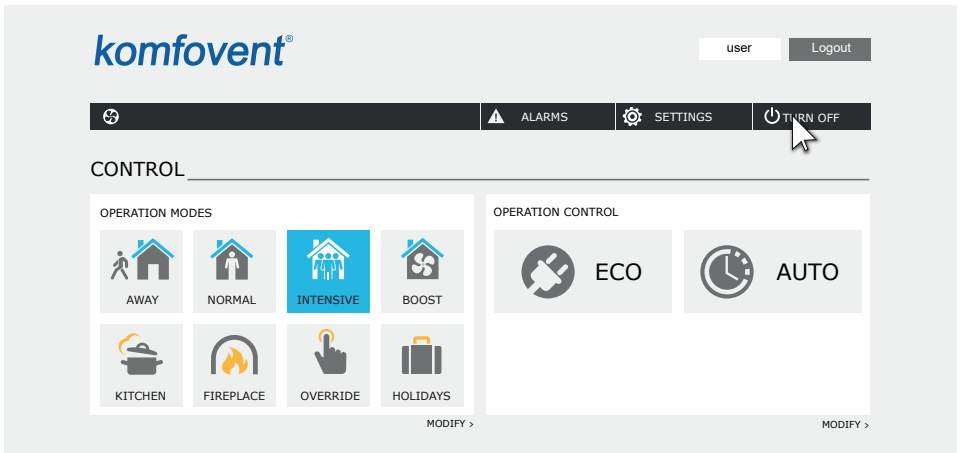 komfovent®
user Logout
ALARMS SETTINGS TURN OFF
CONTROL
OPERATION MODES
AWAY NORMAL INTENSIVE BOOST
KITCHEN FIREPLACE OVERRIDE HOLIDAYS
MODIFY >
OPERATION CONTROL
ECO AUTO
MODIFY >